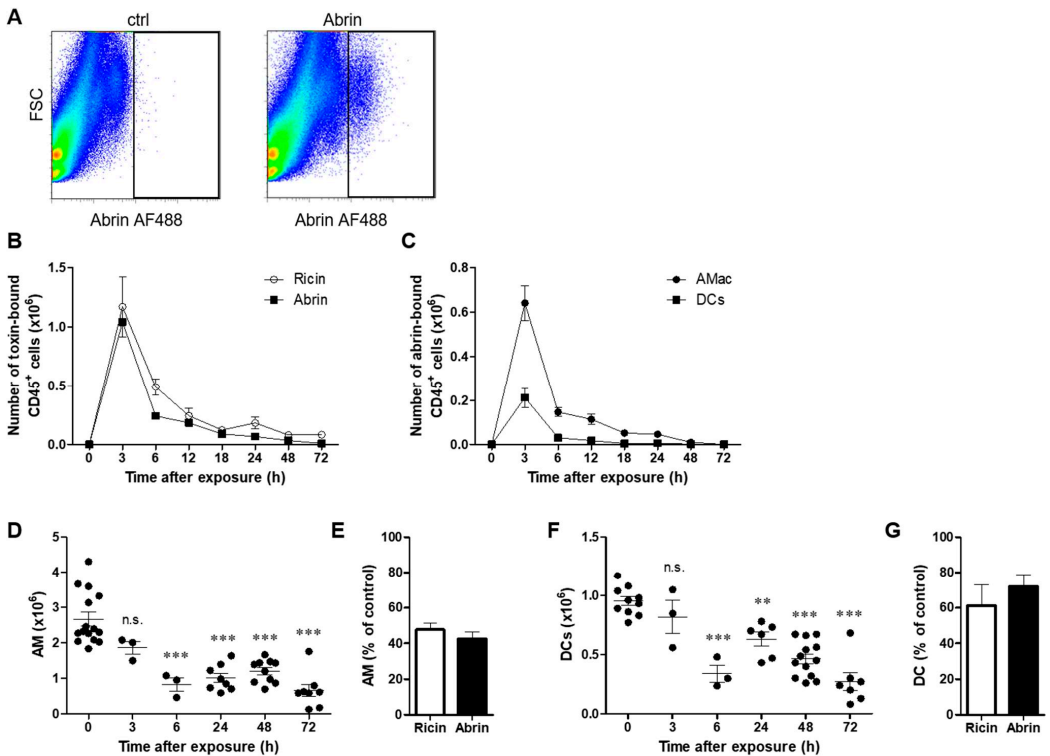 A
ctrl
Abrin
FSC
Abrin AF488
Abrin AF488
B
Number of toxin-bound
CD45+ cells (x10⁶)
1.5
1.0
0.5
0.0
Ricin
Abrin
0 3 6 12 18 24 48 72
Time after exposure (h)
C
Number of abrin-bound
CD45+ cells (x10⁶)
0.8
0.6
0.4
0.2
0.0
AMac
DCs
0 3 6 12 18 24 48 72
Time after exposure (h)
D
AM (x10⁶)
5
4
3
2
1
0
n.s.
***
***
***
***
0 3 6 24 48 72
Time after exposure (h)
E
AM (% of control)
100
80
60
40
20
0
Ricin Abrin
F
DCs (x10⁶)
1.5
1.0
0.5
0.0
n.s.
***
**
***
***
0 3 6 24 48 72
Time after exposure (h)
G
DC (% of control)
100
80
60
40
20
0
Ricin Abrin